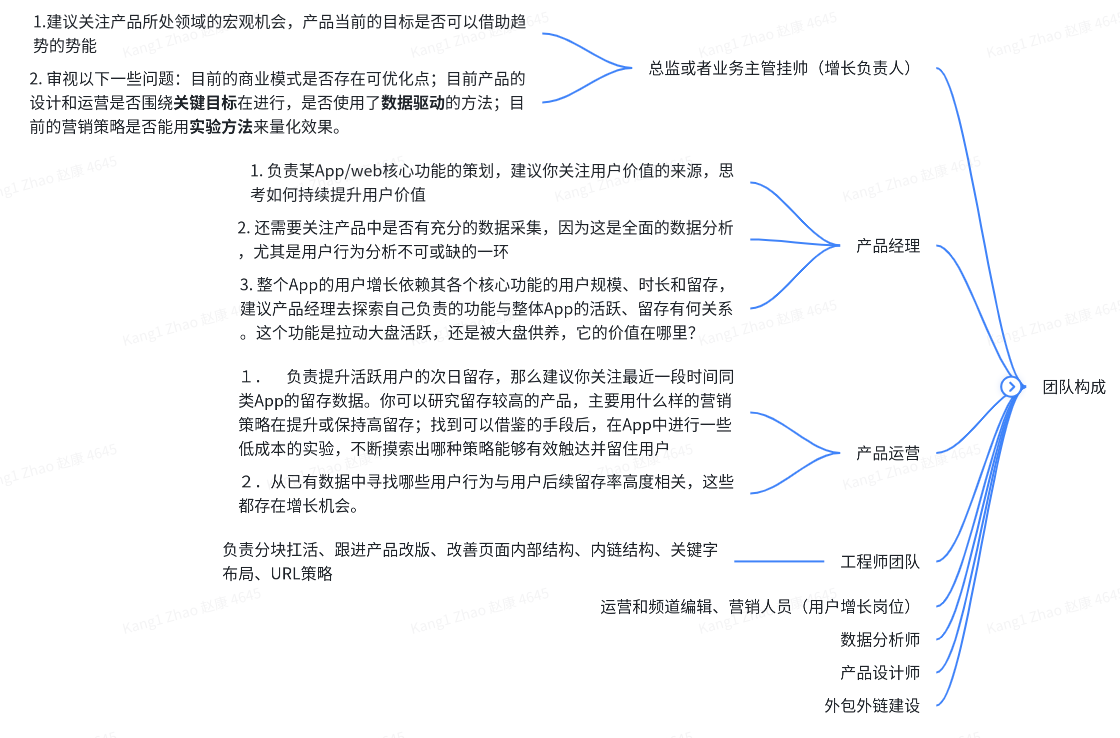 1.建议关注产品所处领域的宏观机会，产品当前的目标是否可以借助趋
势的势能
2. 审视以下一些问题：目前的商业模式是否存在可优化点；目前产品的
设计和运营是否围绕关键目标在进行，是否使用了数据驱动的方法；目
前的营销策略是否能用实验方法来量化效果。
总监或者业务主管挂帅（增长负责人）
1. 负责某App/web核心功能的策划，建议你关注用户价值的来源，思
考如何持续提升用户价值
2. 还需要关注产品中是否有充分的数据采集，因为这是全面的数据分析
，尤其是用户行为分析不可或缺的一环
3. 整个App的用户增长依赖其各个核心功能的用户规模、时长和留存，
建议产品经理去探索自己负责的功能与整体App的活跃、留存有何关系
。这个功能是拉动大盘活跃，还是被大盘供养，它的价值在哪里？
产品经理
１． 负责提升活跃用户的次日留存，那么建议你关注最近一段时间同
类App的留存数据。你可以研究留存较高的产品，主要用什么样的营销
策略在提升或保持高留存；找到可以借鉴的手段后，在App中进行一些
低成本的实验，不断摸索出哪种策略能够有效触达并留住用户
２．从已有数据中寻找哪些用户行为与用户后续留存率高度相关，这些
都存在增长机会。
产品运营
负责分块扛活、跟进产品改版、改善页面内部结构、内链结构、关键字
布局、URL策略
工程师团队
运营和频道编辑、营销人员（用户增长岗位）
数据分析师
产品设计师
外包外链建设
团队构成
Kang1 Zhao 赵康 4645